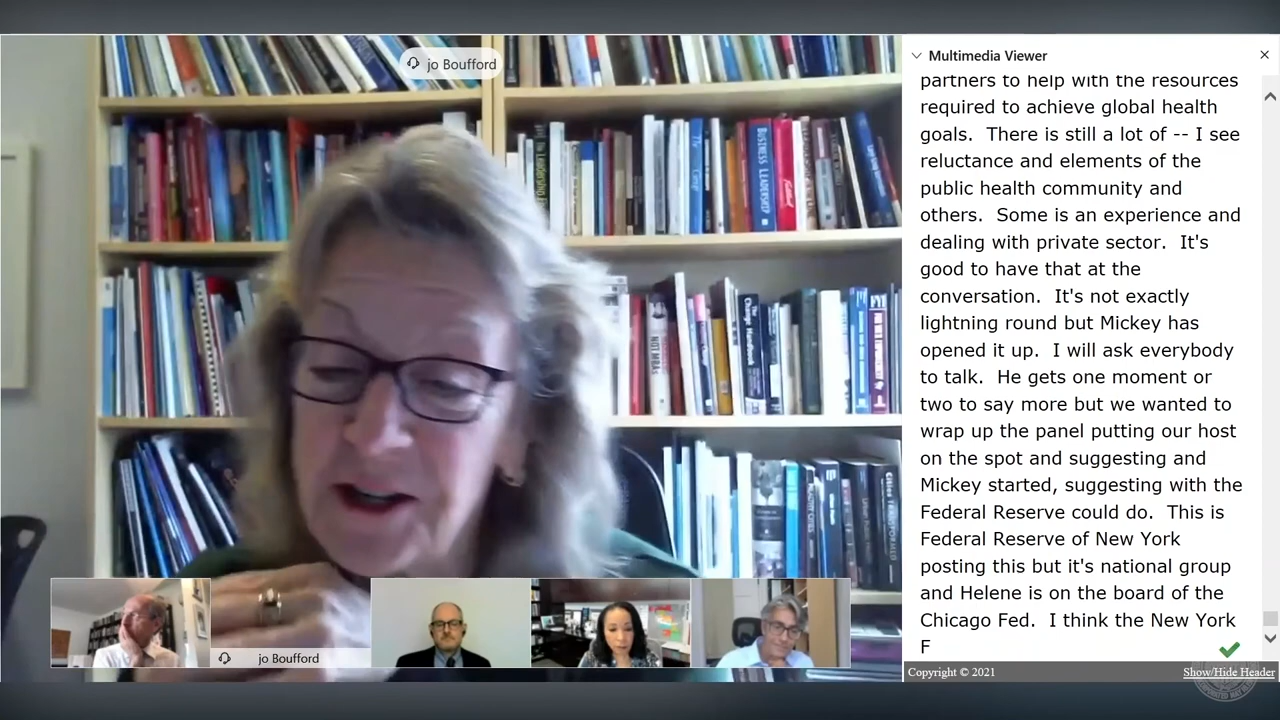 jo Boufford
Multimedia Viewer
partners to help with the resources
required to achieve global health
goals.  There is still a lot of -- I see
reluctance and elements of the
public health community and
others.  Some is an experience and
dealing with private sector.  It's
good to have that at the
conversation.  It's not exactly
lightning round but Mickey has
opened it up.  I will ask everybody
to talk.  He gets one moment or
two to say more but we wanted to
wrap up the panel putting our host
on the spot and suggesting and
Mickey started, suggesting with the
Federal Reserve could do.  This is
Federal Reserve of New York
posting this but it's national group
and Helene is on the board of the
Chicago Fed.  I think the New York
F
Copyright © 2021
Show/Hide Header
jo Boufford
BUSINESS LEADERSHIP
The Change Handbook
NOT MBAs